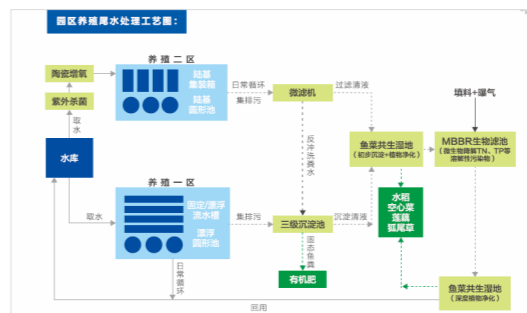 园区养殖尾水处理工艺图：
养殖二区
陶瓷增氧
紫外杀菌
取水
水库
陆基
集装箱
陆基
圆形池
日常循环
集排污
微滤机
过滤清液
填料+曝气
反冲洗粪水
鱼菜共生湿地
（初步沉淀+植物净化）
MBBR生物滤池
（微生物降解TN、TP等
溶解性污染物）
养殖一区
取水
固定/漂浮
流水槽
漂浮
圆形池
集排污
三级沉淀池
沉淀清液
水稻
空心菜
莲藕
狐尾草
日常循环
固态鱼粪
有机肥
鱼菜共生湿地
（深度植物净化）
回用